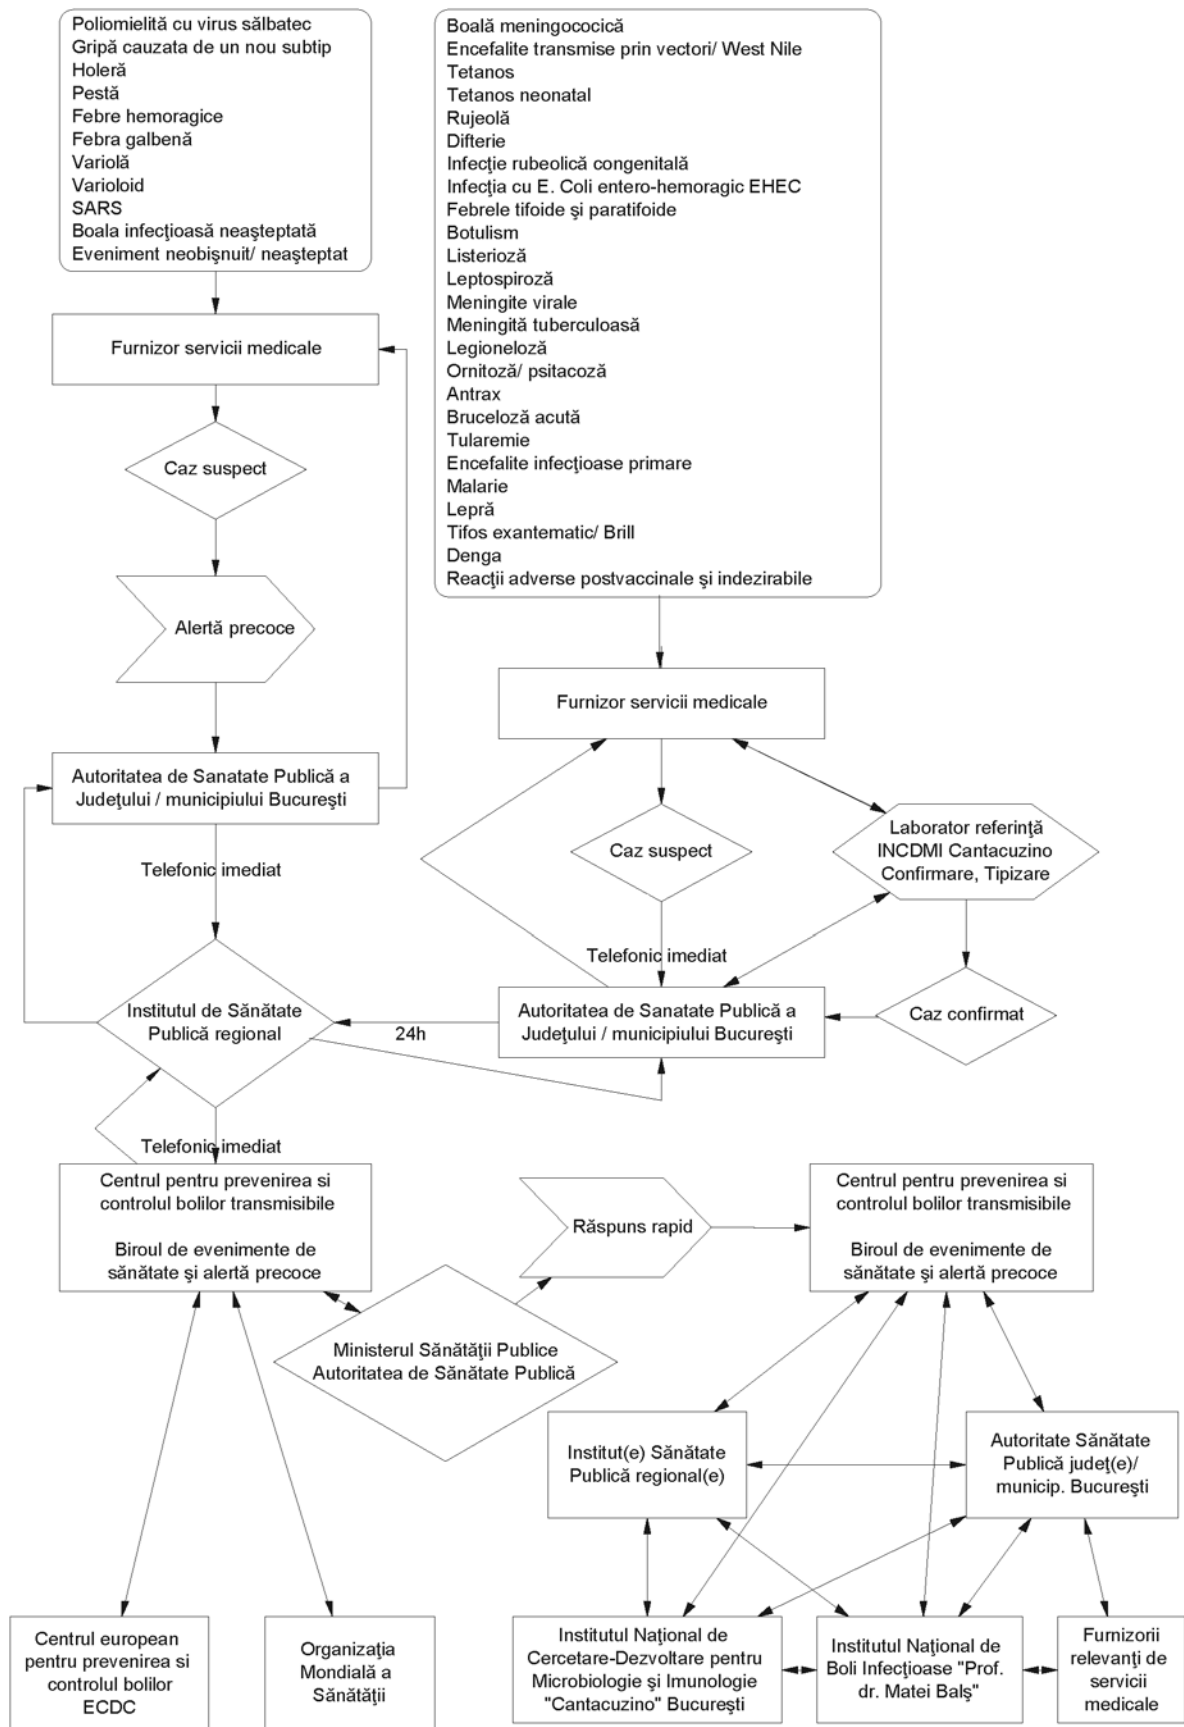 Poliomielită cu virus sălbatec
Gripă cauzata de un nou subtip
Holeră
Pestă
Febre hemoragice
Febra galbenă
Variolă
Varioloid
SARS
Boala infecţioasă neaşteptată
Eveniment neobişnuit/ neaşteptat
Boală meningococică
Encefalite transmise prin vectori/ West Nile
Tetanos
Tetanos neonatal
Rujeolă
Difterie
Infecţie rubeolică congenitală
Infecţia cu E. Coli entero-hemoragic EHEC
Febrele tifoide şi paratifoide
Botulism
Listerioză
Leptospiroză
Meningite virale
Meningită tuberculoasă
Legioneloză
Ornitoză/ psitacoză
Antrax
Bruceloză acută
Tularemie
Encefalite infecţioase primare
Malarie
Lepră
Tifos exantematic/ Brill
Denga
Reacţii adverse postvaccinale şi indezirabile
Furnizor servicii medicale
Caz suspect
Alertă precoce
Autoritatea de Sanatate Publică a
Judeţului / municipiului Bucureşti
Telefonic imediat
Institutul de Sănătate
Publică regional
Furnizor servicii medicale
Caz suspect
Laborator referinţă
INCDMI Cantacuzino
Confirmare, Tipizare
Telefonic imediat
Autoritatea de Sanatate Publică a
Judeţului / municipiului Bucureşti
Caz confirmat
24h
Telefonic imediat
Centrul pentru prevenirea si
controlul bolilor transmisibile
Biroul de evenimente de
sănătate şi alertă precoce
Răspuns rapid
Centrul pentru prevenirea si
controlul bolilor transmisibile
Biroul de evenimente de
sănătate şi alertă precoce
Ministerul Sănătăţii Publice
Autoritatea de Sănătate Publică
Institut(e) Sănătate
Publică regional(e)
Autoritate Sănătate
Publică judeţ(e)/
municip. Bucureşti
Centrul european
pentru prevenirea si
controlul bolilor
ECDC
Organizaţia
Mondială a
Sănătăţii
Institutul Naţional de
Cercetare-Dezvoltare pentru
Microbiologie şi Imunologie
"Cantacuzino" Bucureşti
Institutul Naţional de
Boli Infecţioase "Prof.
dr. Matei Balş"
Furnizorii
relevanţi de
servicii
medicale